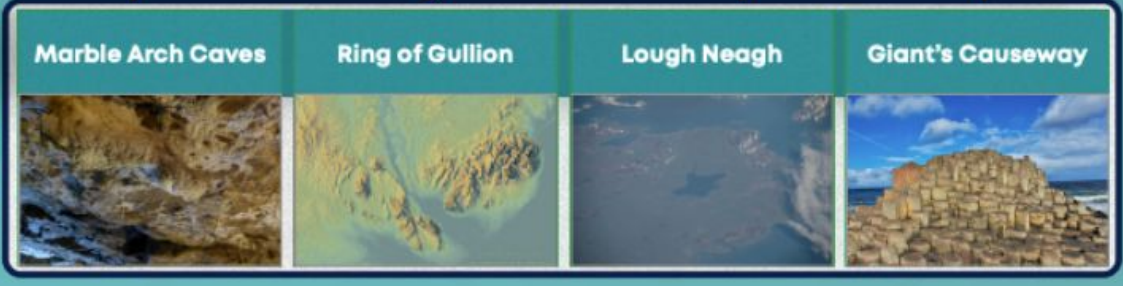 Marble Arch Caves
Ring of Gullion
Lough Neagh
Giant's Causeway